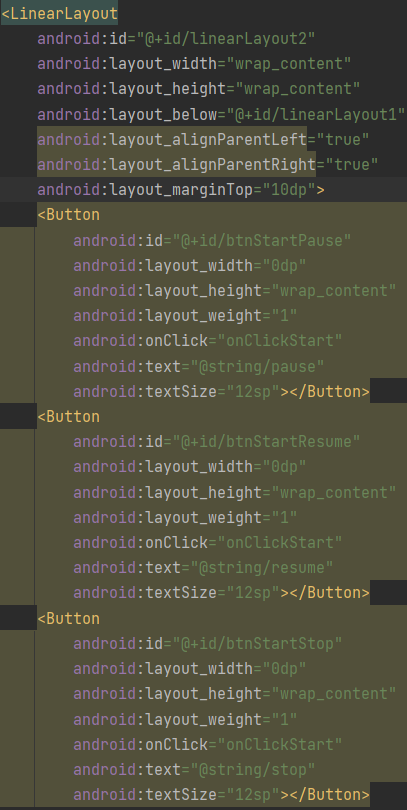 <LinearLayout
android:id="@+id/linearLayout2"
android:layout_width="wrap_content"
android:layout_height="wrap_content"
android:layout_below="@+id/linearLayout1"
android:layout_alignParentLeft="true"
android:layout_alignParentRight="true"
android:layout_marginTop="10dp">
<Button
android:id="@+id/btnStartPause"
android:layout_width="0dp"
android:layout_height="wrap_content"
android:layout_weight="1"
android:onClick="onClickStart"
android:text="@string/pause"
android:textSize="12sp"></Button>
<Button
android:id="@+id/btnStartResume"
android:layout_width="0dp"
android:layout_height="wrap_content"
android:layout_weight="1"
android:onClick="onClickStart"
android:text="@string/resume"
android:textSize="12sp"></Button>
<Button
android:id="@+id/btnStartStop"
android:layout_width="0dp"
android:layout_height="wrap_content"
android:layout_weight="1"
android:onClick="onClickStart"
android:text="@string/stop"
android:textSize="12sp"></Button>